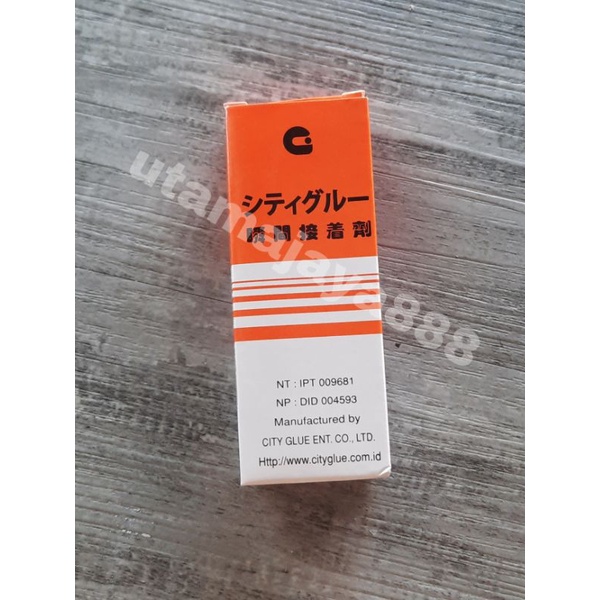 シティグルー
瞬間接着劑
utamajaya888
NT : IPT 009681
NP : DID 004593
Manufactured by
CITY GLUE ENT. CO., LTD.
Http://www.cityglue.com.id